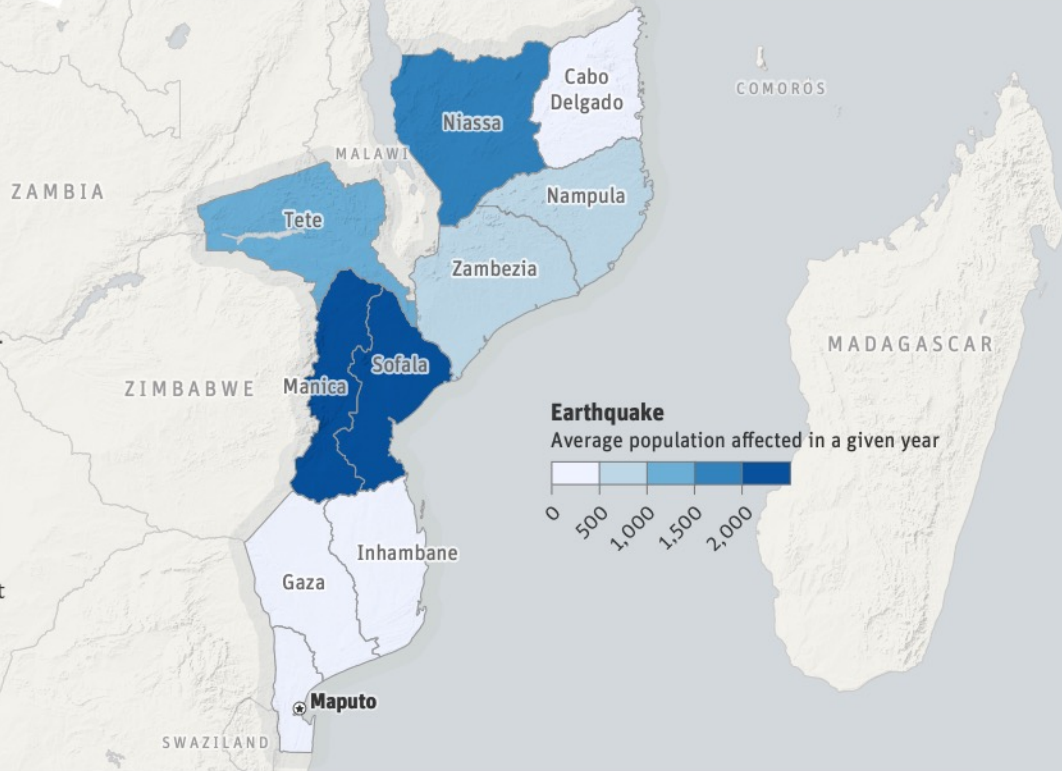 Cabo
Delgado
COMOROS
Niassa
MALAWI
ZAMBIA
Nampula
Tete
Zambezia
MADAGASCAR
Sofala
ZIMBABWE
Manica
Earthquake
Average population affected in a given year
0
500
1,000
1,500
2,000
Inhambane
Gaza
t
Maputo
SWAZILAND